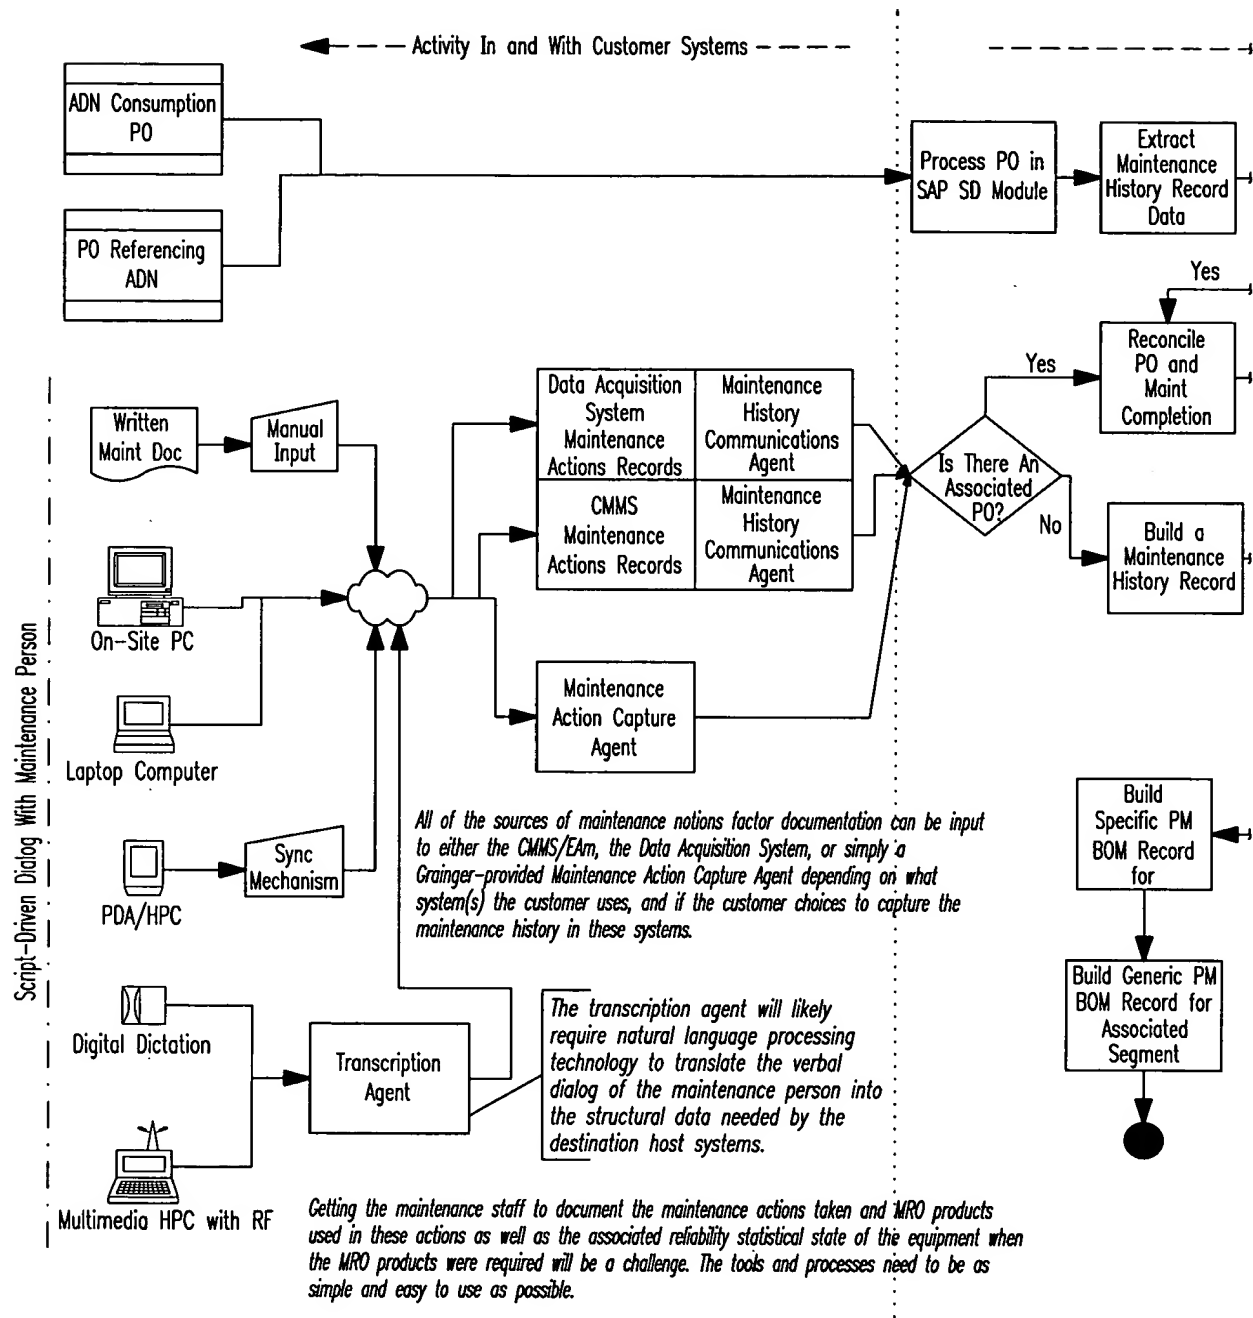 Activity In and With Customer Systems
ADN Consumption
PO
PO Referencing
ADN
Process PO in
SAP SD Module
Extract
Maintenance
History Record
Data
Yes
Reconcile
PO and
Maint
Completion
Yes
Is There An
Associated
PO?
No
Build a
Maintenance
History Record
Script-Driven Dialog With Maintenance Person
Written
Maint Doc
Manual
Input
Data Acquisition
System
Maintenance
Actions Records
Maintenance
History
Communications
Agent
CMMS
Maintenance
Actions Records
Maintenance
History
Communications
Agent
On-Site PC
Laptop Computer
Maintenance
Action Capture
Agent
PDA/HPC
Sync
Mechanism
All of the sources of maintenance notions factor documentation can be input
to either the CMMS/EAm, the Data Acquisition System, or simply a
Grainger-provided Maintenance Action Capture Agent depending on what
system(s) the customer uses, and if the customer choices to capture the
maintenance history in these systems.
Build
Specific PM
BOM Record
for
Build Generic PM
BOM Record for
Associated
Segment
Digital Dictation
Transcription
Agent
The transcription agent will likely
require natural language processing
technology to translate the verbal
dialog of the maintenance person into
the structural data needed by the
destination host systems.
Multimedia HPC with RF
Getting the maintenance staff to document the maintenance actions taken and MRO products
used in these actions as well as the associated reliability statistical state of the equipment when
the MRO products were required will be a challenge. The tools and processes need to be as
simple and easy to use as possible.